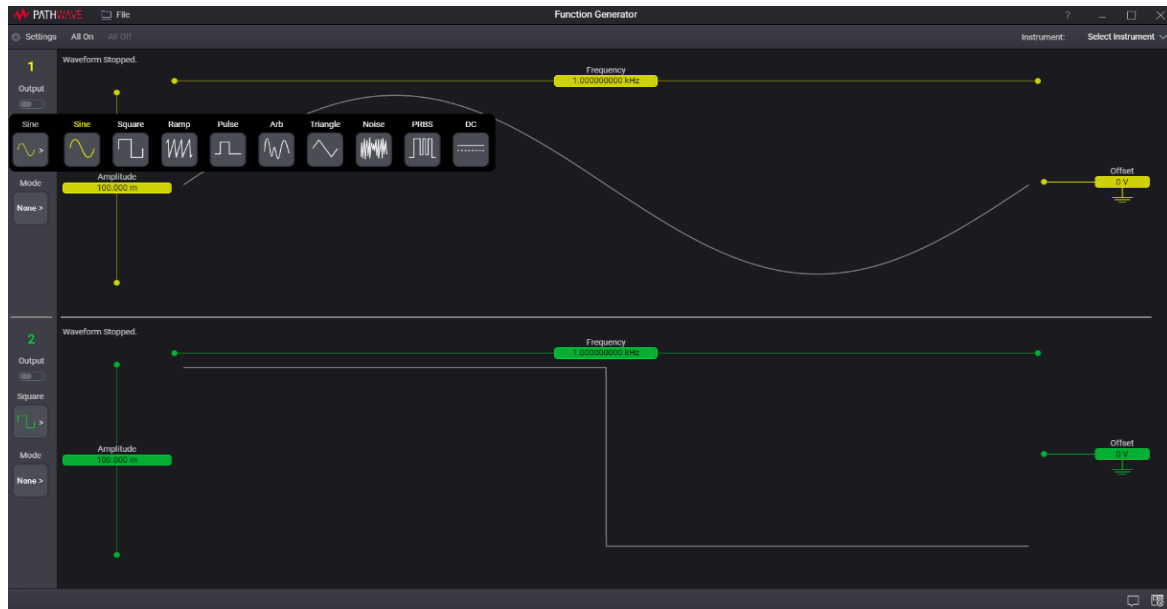 PATHWAVE File Function Generator ?
Settings All On All Off Instrument: Select Instrument
1
Waveform Stopped.
Output
Frequency
1.000000000 kHz
Sine > Sine Square Ramp Pulse Arb Triangle Noise PRBS DC
Mode
None >
Amplitude
100.000 m
Offset
0 V
2
Waveform Stopped.
Output
Frequency
1.000000000 kHz
Square
>
Mode
None >
Amplitude
100.000 m
Offset
0 V